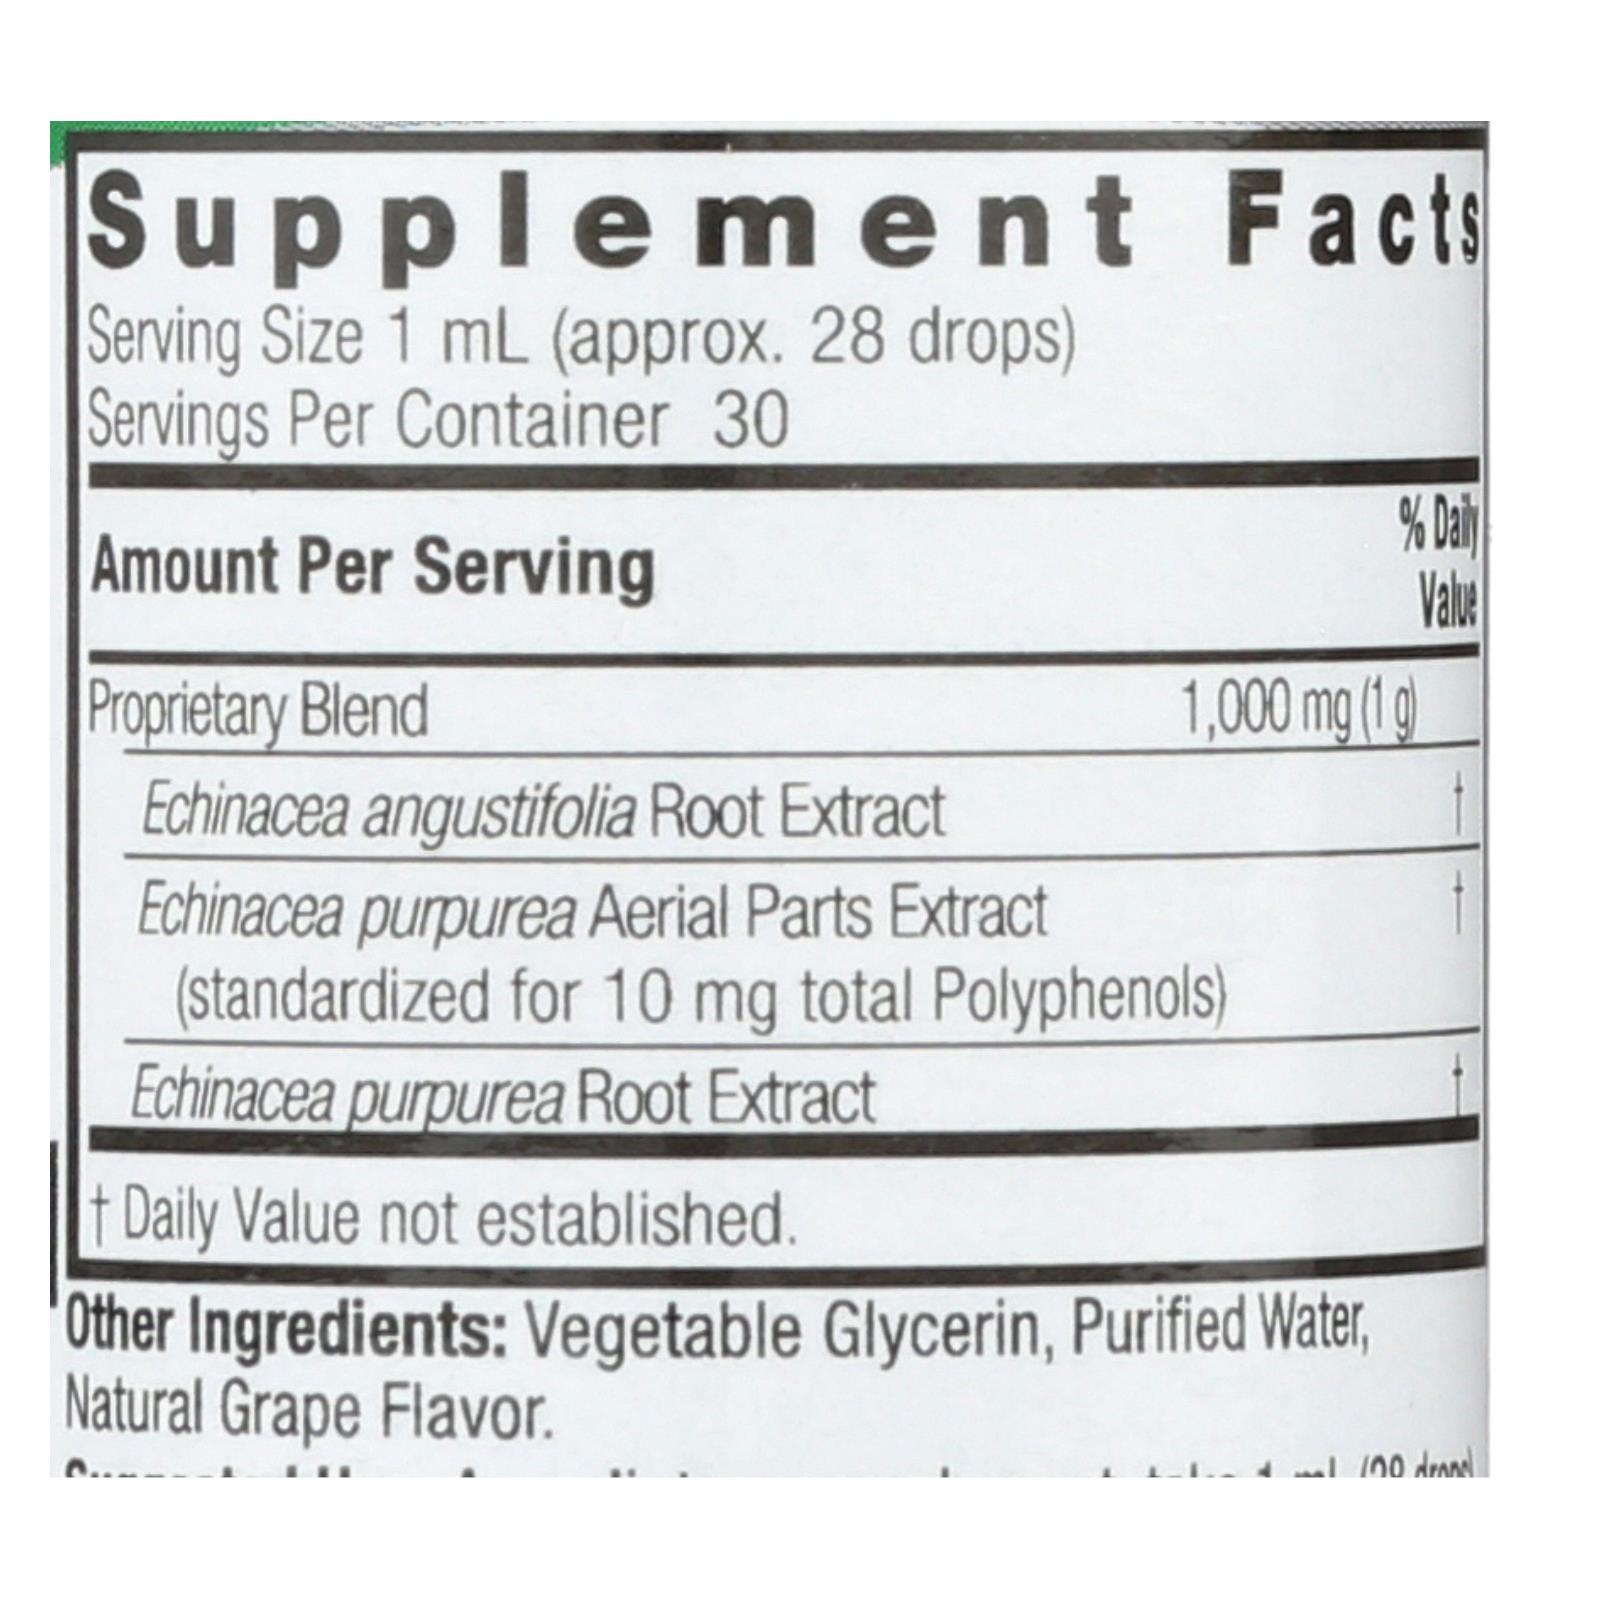 Supplement Facts
Serving Size 1 mL (approx. 28 drops)
Servings Per Container 30
% Daily
Amount Per Serving
Value
Proprietary Blend 1,000 mg (1 g)
Echinacea angustifolia Root Extract †
Echinacea purpurea Aerial Parts Extract †
(standardized for 10 mg total Polyphenols)
Echinacea purpurea Root Extract †
† Daily Value not established.
Other Ingredients: Vegetable Glycerin, Purified Water,
Natural Grape Flavor.